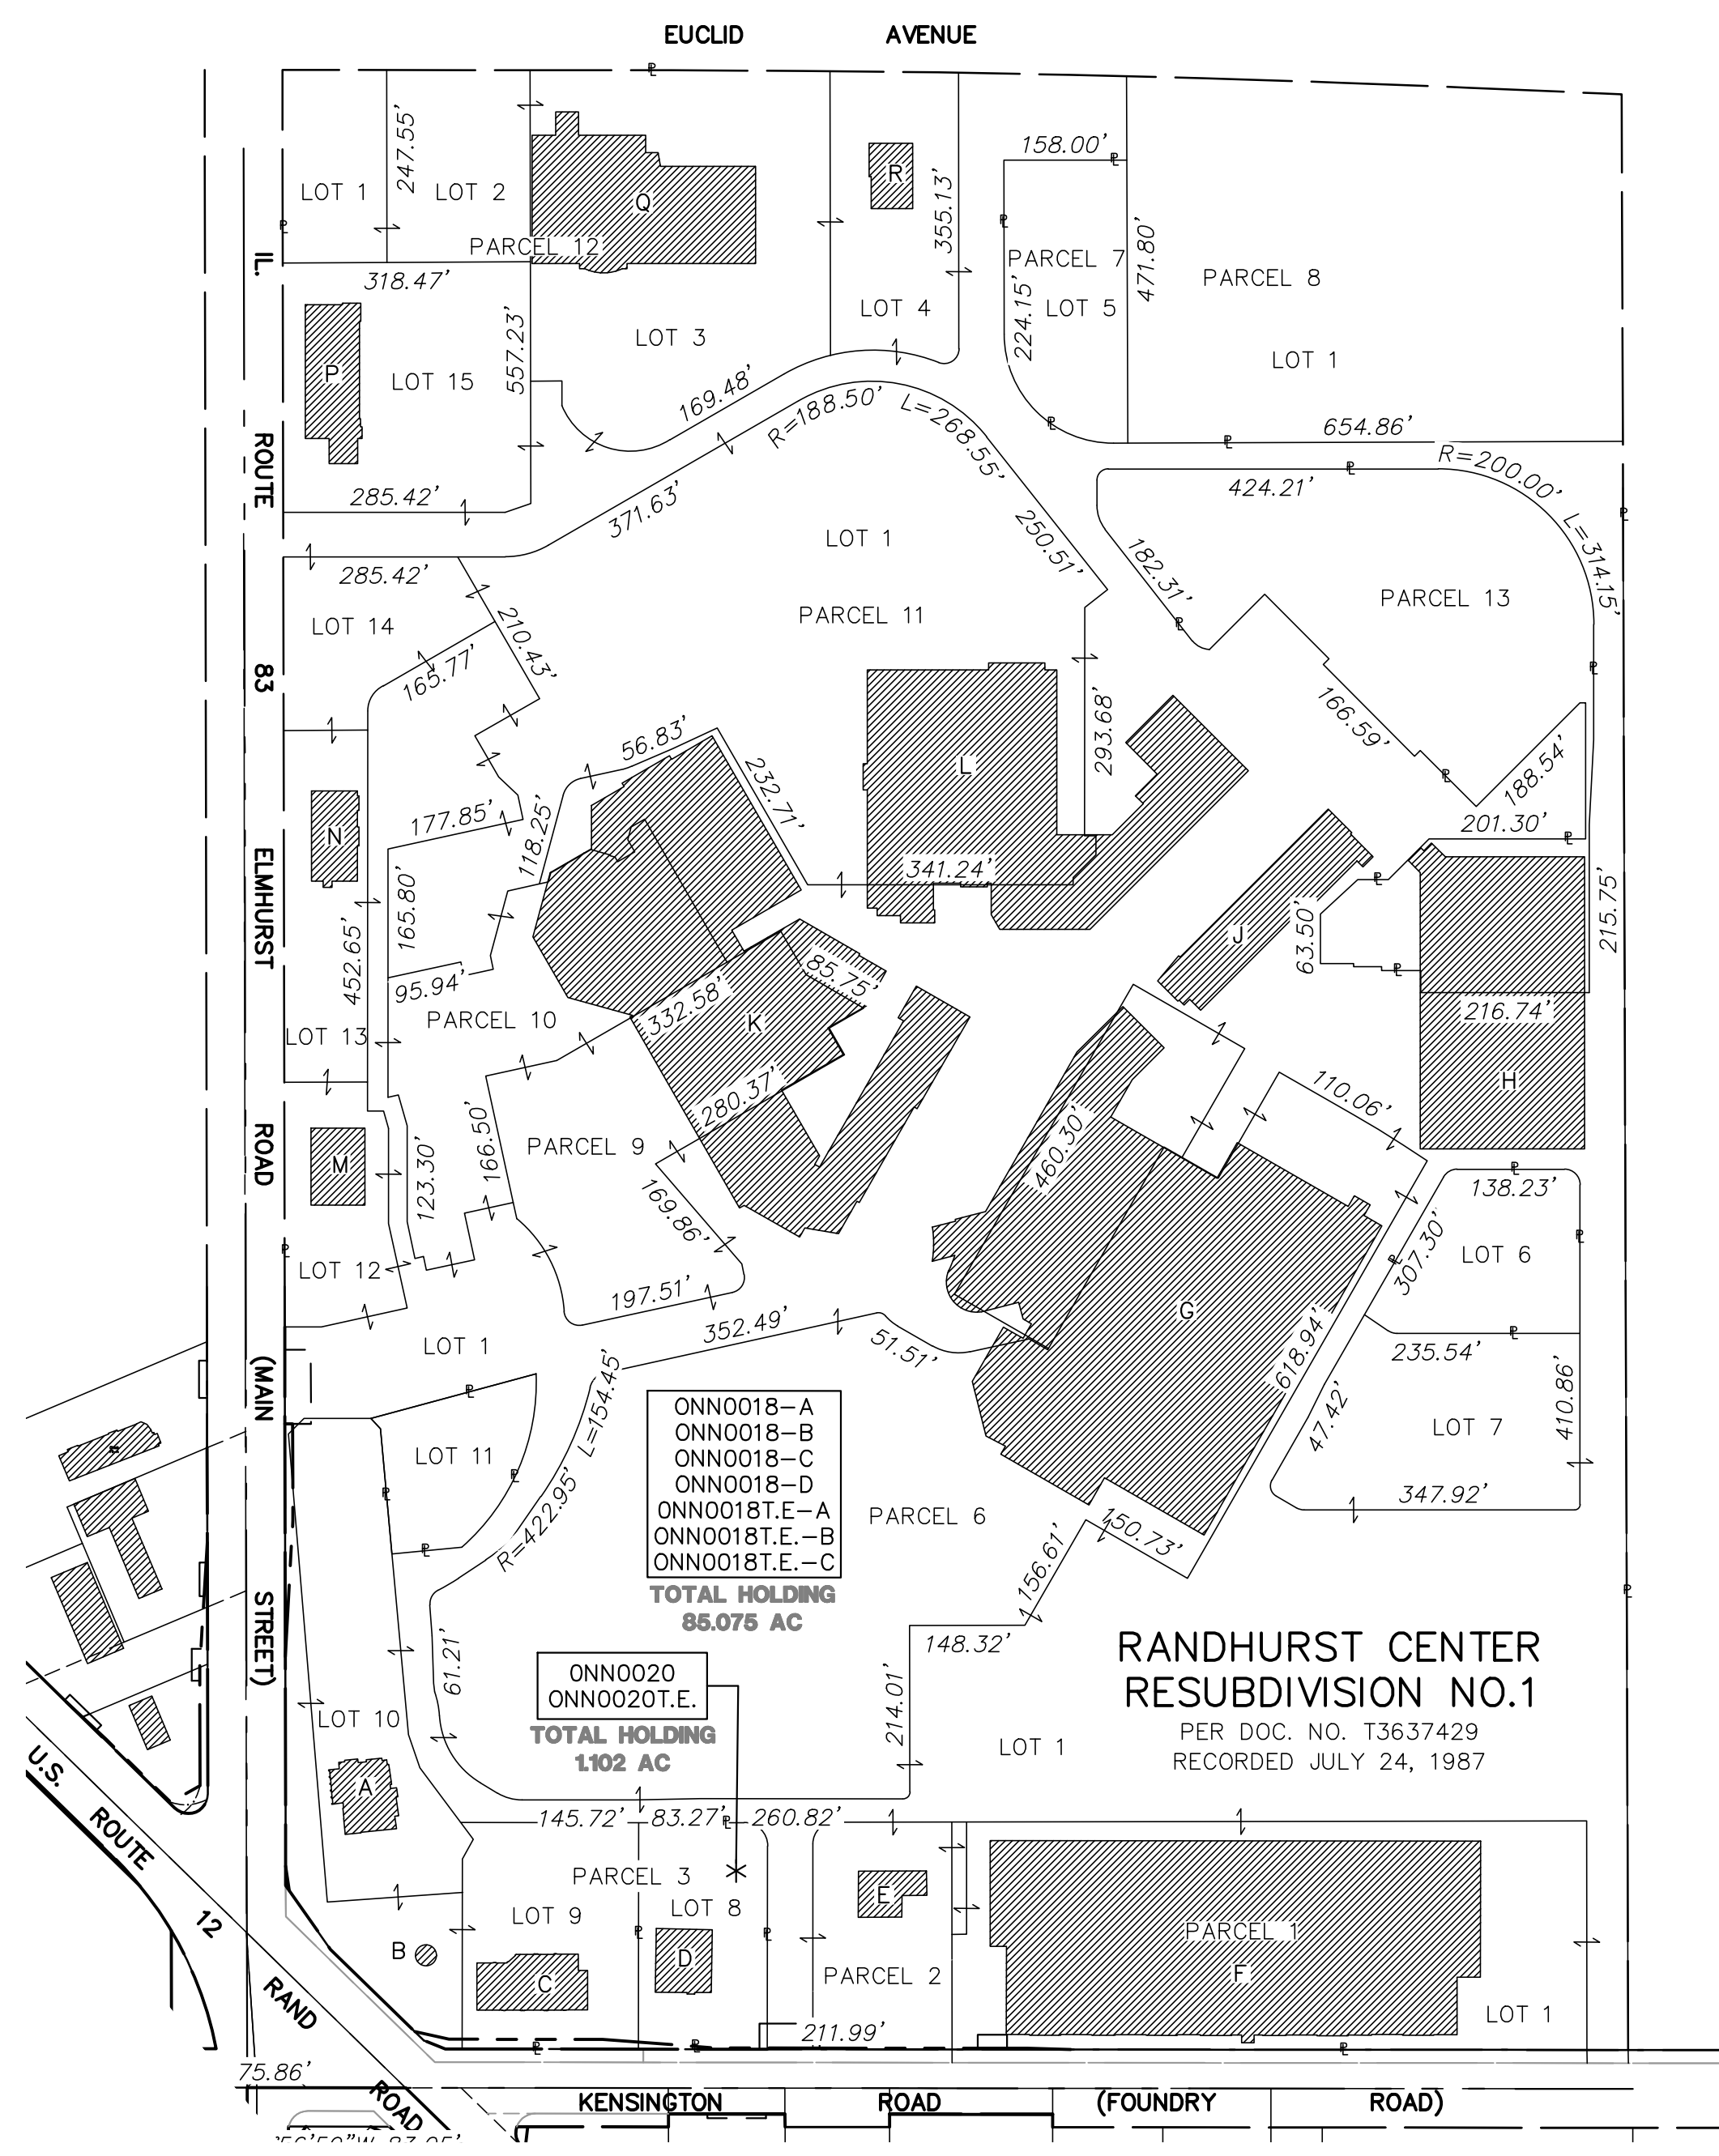 EUCLID AVENUE
158.00'
247.55'
LOT 1
LOT 2
Q
R
355.13'
PARCEL 12
318.47'
471.80'
PARCEL 7
PARCEL 8
IL. ROUTE 83 ELMHURST ROAD (MAIN STREET)
LOT 4
LOT 5
224.15'
LOT 3
557.23'
P
LOT 15
LOT 1
169.48'
R=188.50'
L=268.55'
654.86'
R=200.00'
424.21'
L=314.15'
285.42'
371.63'
LOT 1
250.51'
182.31'
285.42'
LOT 14
210.43'
PARCEL 11
PARCEL 13
165.77'
56.83'
232.71'
293.68'
166.59'
188.54'
L
201.30'
N
177.85'
118.25'
341.24'
165.80'
452.65'
215.75'
63.50'
J
95.94'
332.58'
85.75'
216.74'
LOT 13
PARCEL 10
K
H
280.37'
110.06'
166.50'
PARCEL 9
460.30'
M
123.30'
169.86'
138.23'
307.30'
LOT 6
LOT 12
197.51'
G
352.49'
51.51'
LOT 1
618.94'
235.54'
L=154.45'
R=422.95'
0NN0018-A
0NN0018-B
0NN0018-C
0NN0018-D
0NN0018T.E-A
0NN0018T.E.-B
0NN0018T.E.-C
TOTAL HOLDING
85.075 AC
47.42'
410.86'
LOT 7
LOT 11
347.92'
PARCEL 6
150.73'
156.61'
148.32'
61.21'
214.01'
RANDHURST CENTER
RESUBDIVISION NO.1
PER DOC. NO. T3637429
RECORDED JULY 24, 1987
0NN0020
0NN0020T.E.
TOTAL HOLDING
1.102 AC
LOT 10
LOT 1
A
U.S. ROUTE 12 RAND ROAD
145.72'
83.27'
260.82'
PARCEL 3
E
LOT 9
LOT 8
PARCEL 1
B
C
D
PARCEL 2
F
LOT 1
211.99'
75.86'
KENSINGTON ROAD (FOUNDRY ROAD)